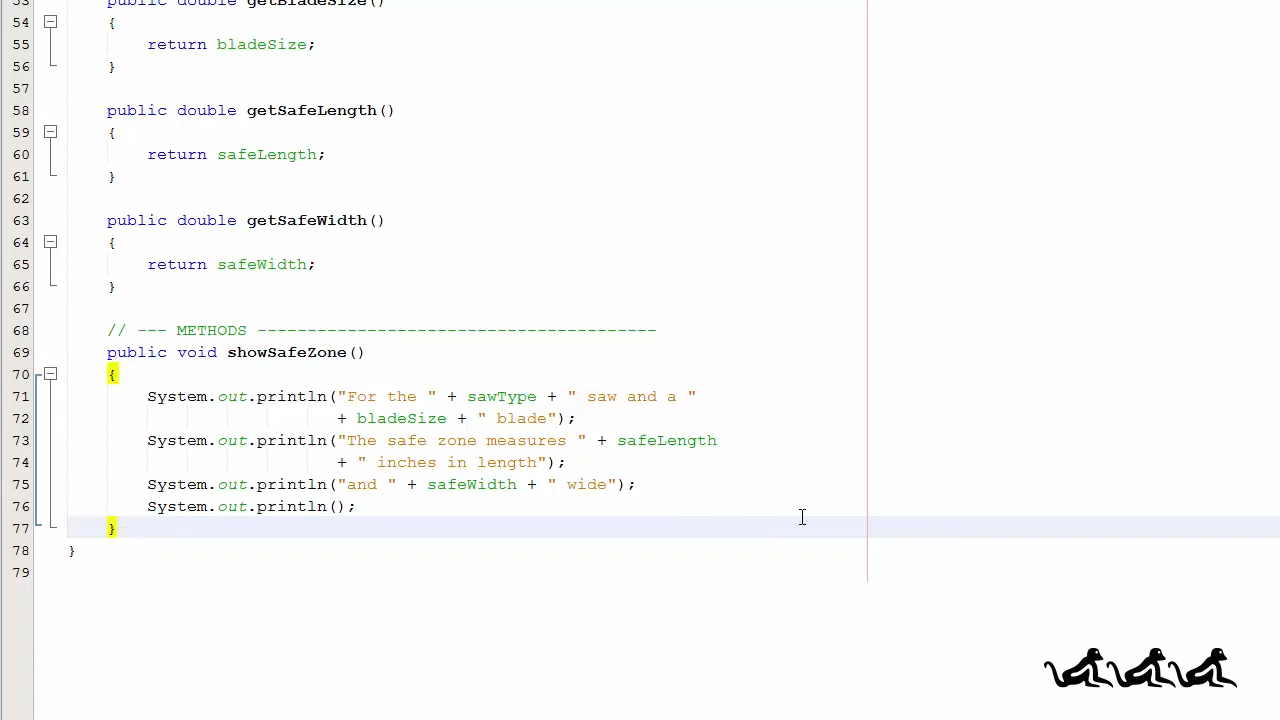 53 public double getBladeSize()
54 {
55 return bladeSize;
56 }
57
58 public double getSafeLength()
59 {
60 return safeLength;
61 }
62
63 public double getSafeWidth()
64 {
65 return safeWidth;
66 }
67
68 // --- METHODS ----------------------------------------
69 public void showSafeZone()
70 {
71 System.out.println("For the " + sawType + " saw and a "
72 + bladeSize + " blade");
73 System.out.println("The safe zone measures " + safeLength
74 + " inches in length");
75 System.out.println("and " + safeWidth + " wide");
76 System.out.println();
77 }
78 }
79